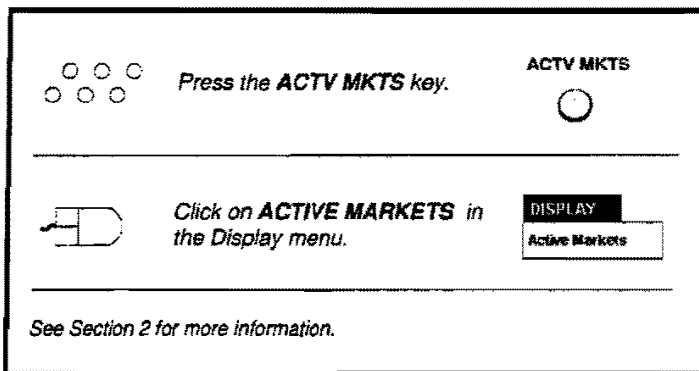 Press the ACTV MKTS key.
ACTV MKTS
Click on ACTIVE MARKETS in
the Display menu.
DISPLAY
Active Markets
See Section 2 for more information.